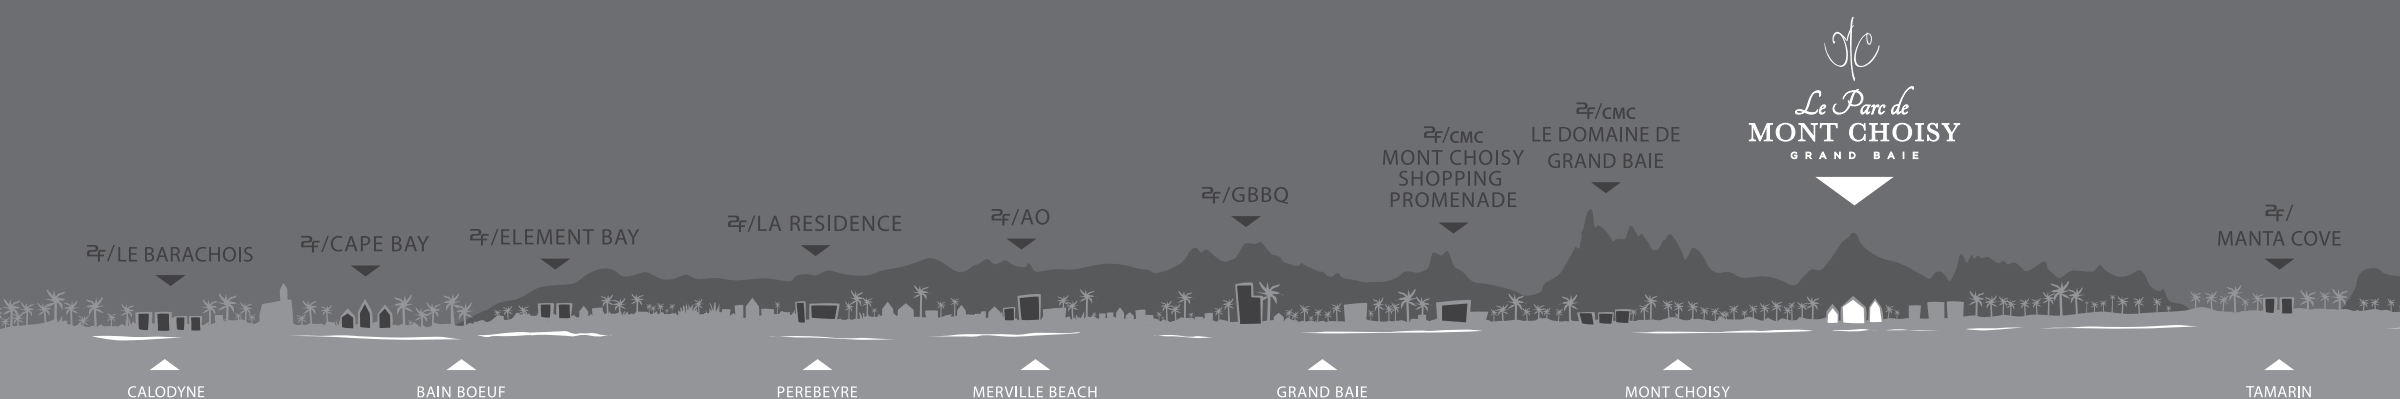 2F/LE BARACHOIS
2F/CAPE BAY
2F/ELEMENT BAY
2F/LA RESIDENCE
2F/AO
2F/GBBQ
2F/CMC
MONT CHOISY
SHOPPING
PROMENADE
2F/CMC
LE DOMAINE DE
GRAND BAIE
Le Parc de
MONT CHOISY
GRAND BAIE
2F/
MANTA COVE
CALODYNE
BAIN BOEUF
PEREBEYRE
MERVILLE BEACH
GRAND BAIE
MONT CHOISY
TAMARIN